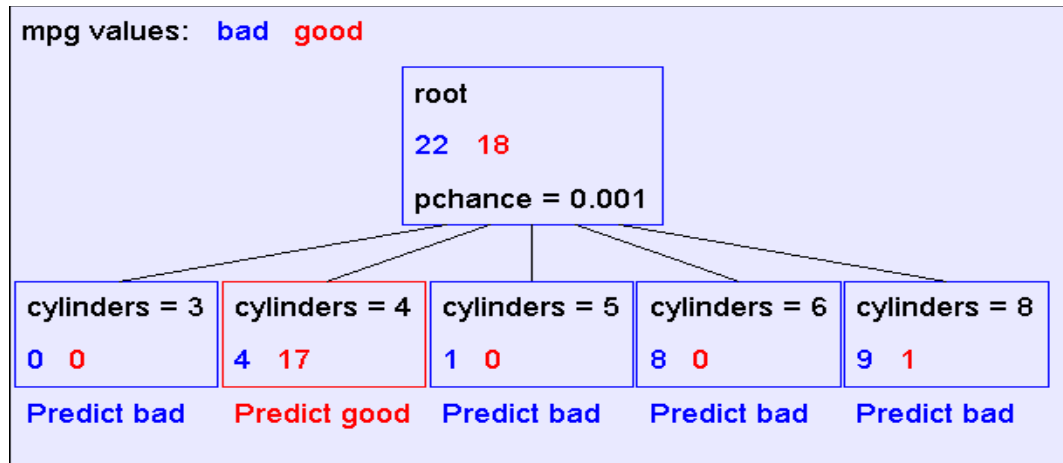 mpg values: bad good
root
22 18
pchance = 0.001
cylinders = 3 cylinders = 4 cylinders = 5 cylinders = 6 cylinders = 8
0 0 4 17 1 0 8 0 9 1
Predict bad Predict good Predict bad Predict bad Predict bad